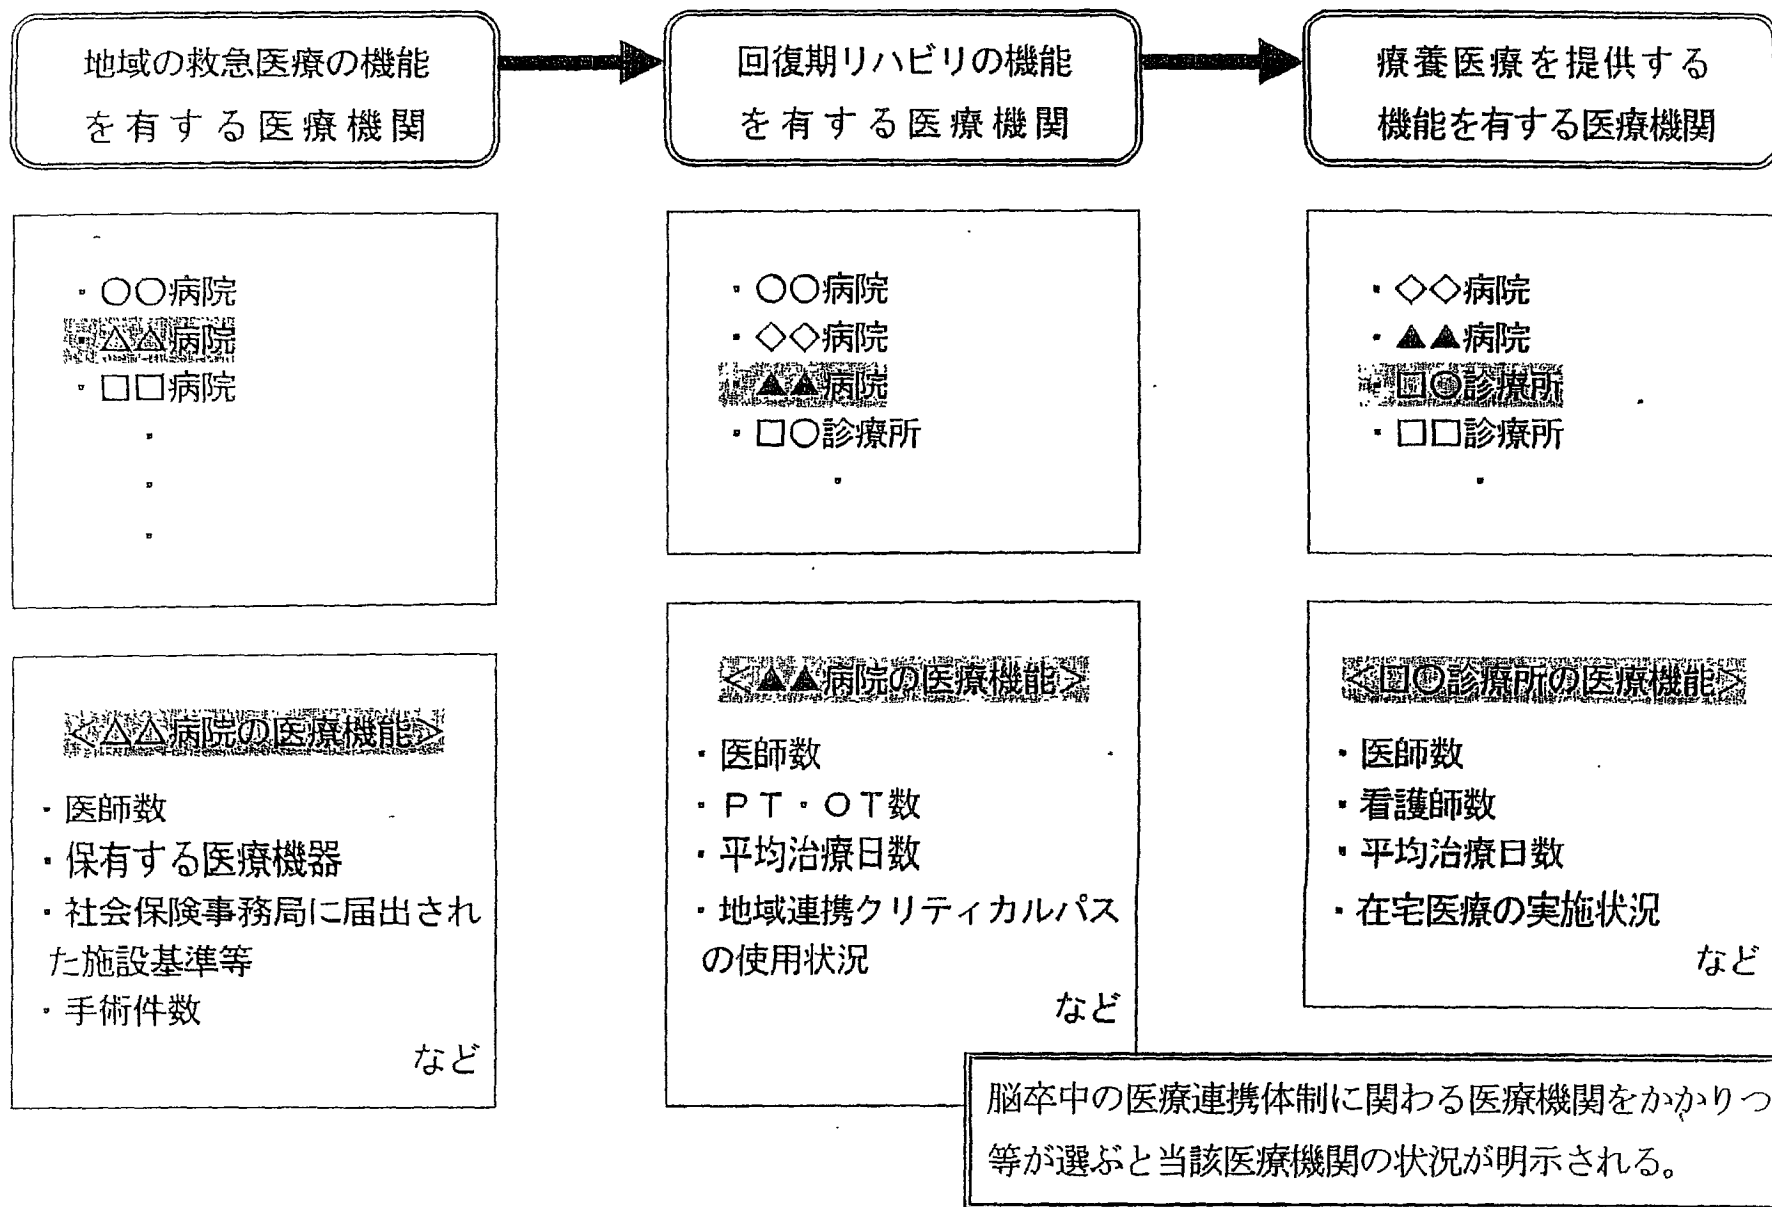 地域の救急医療の機能
を有する医療機関
回復期リハビリの機能
を有する医療機関
療養医療を提供する
機能を有する医療機関
・○○病院
・△△病院
・□□病院
・
・
・
・○○病院
・◇◇病院
・▲▲病院
・□○診療所
・
・◇◇病院
・▲▲病院
・□○診療所
・□□診療所
・
<△△病院の医療機能>
・医師数
・保有する医療機器
・社会保険事務局に届出され
た施設基準等
・手術件数
など
<▲▲病院の医療機能>
・医師数
・PT・OT数
・平均治療日数
・地域連携クリティカルパス
の使用状況
など
<□○診療所の医療機能>
・医師数
・看護師数
・平均治療日数
・在宅医療の実施状況
など
脳卒中の医療連携体制に関わる医療機関をかかりつ
等が選ぶと当該医療機関の状況が明示される。